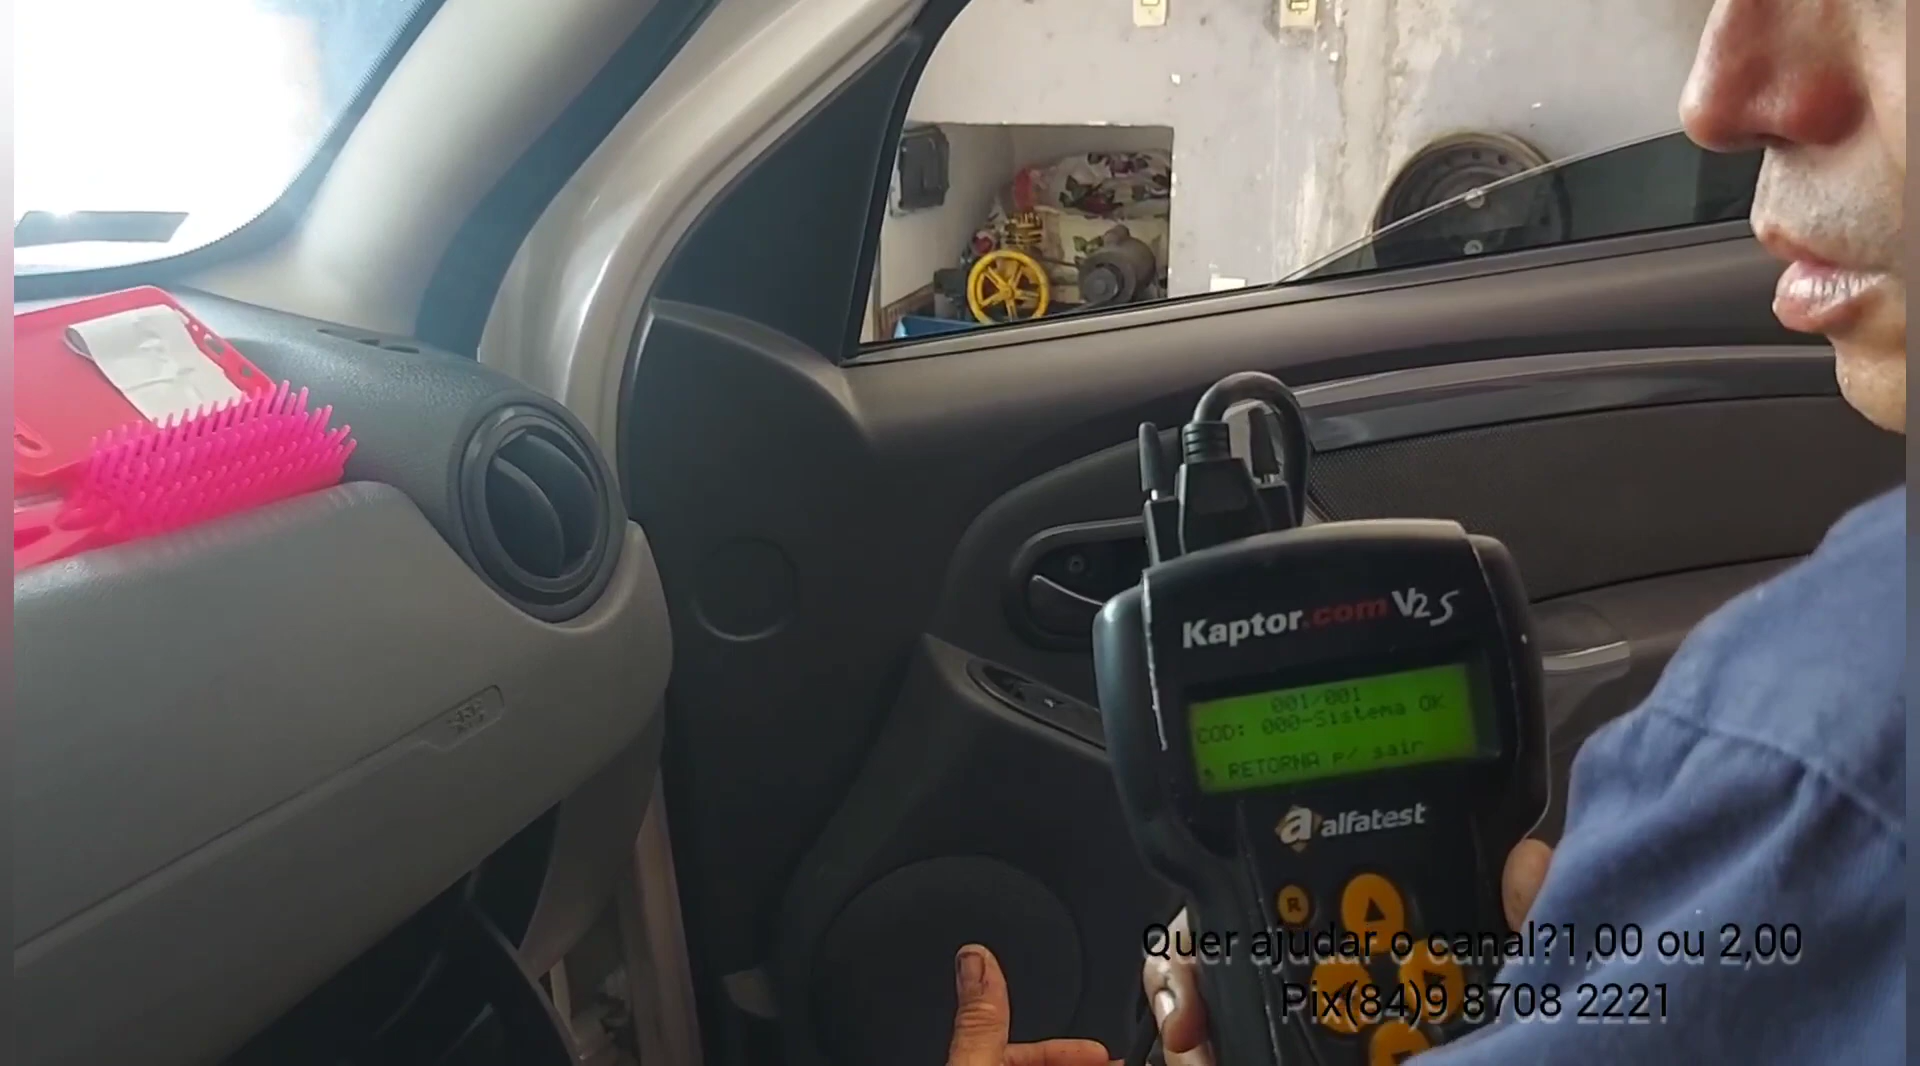 Kaptor.com V2S
001/001
COD: 000-Sistema OK
RETORNA p/ sair
alfatest
R
Quer ajudar o canal?1,00 ou 2,00
Pix(84)9 8708 2221